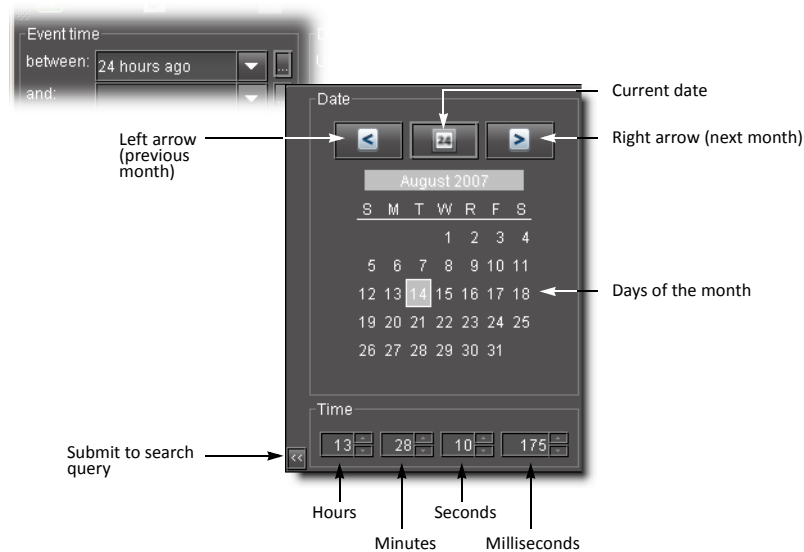 Event time
between: 24 hours ago ...
and:
Date
Current date
Left arrow
(previous
month)
< 24 >
Right arrow (next month)
August 2007
S M T W R F S
1 2 3 4
5 6 7 8 9 10 11
12 13 14 15 16 17 18
Days of the month
19 20 21 22 23 24 25
26 27 28 29 30 31
Time
13 28 10 175
Submit to search
query
<<
Hours
Seconds
Minutes
Milliseconds